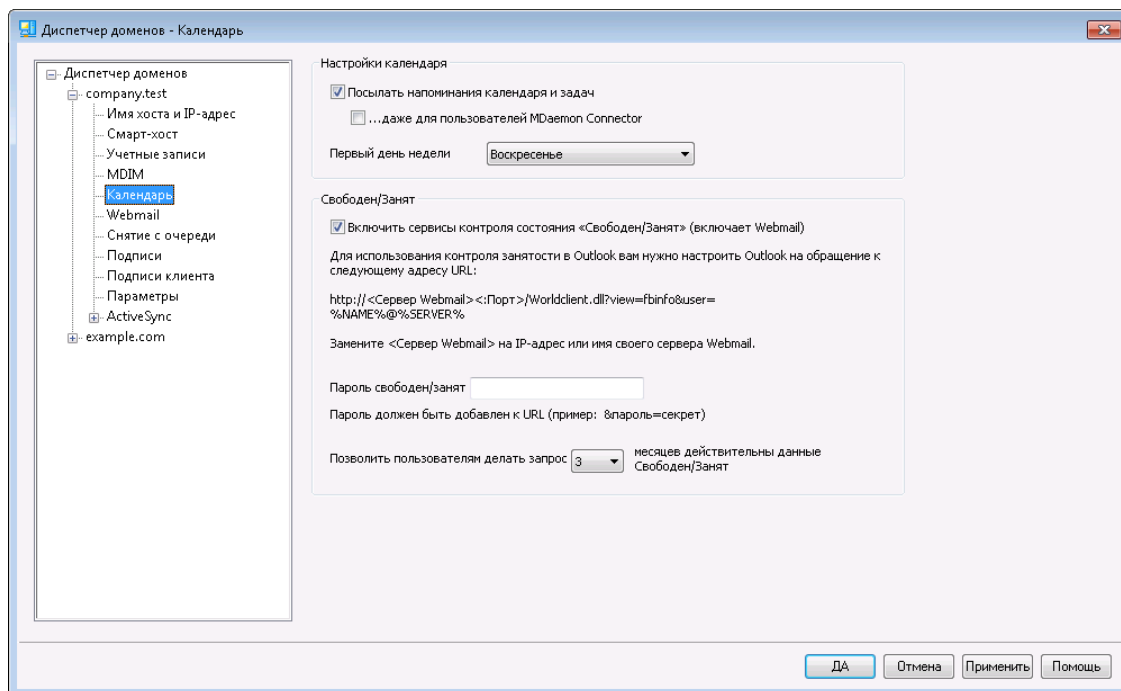 Диспетчер доменов - Календарь
Диспетчер доменов
company.test
Имя хоста и IP-адрес
Смарт-хост
Учетные записи
MDIM
Календарь
Webmail
Снятие с очереди
Подписи
Подписи клиента
Параметры
ActiveSync
example.com
Настройки календаря
Посылать напоминания календаря и задач
...даже для пользователей MDaemon Connector
Первый день недели
Воскресенье
Свободен/Занят
Включить сервисы контроля состояния «Свободен/Занят» (включает Webmail)
Для использования контроля занятости в Outlook вам нужно настроить Outlook на обращение к
следующему адресу URL:
http://<Сервер Webmail><:Порт>/Worldclient.dll?view=fbinfo&user=
%NAME%@%SERVER%
Замените <Сервер Webmail> на IP-адрес или имя своего сервера Webmail.
Пароль свободен/занят
Пароль должен быть добавлен к URL (пример: &пароль=секрет)
Позволить пользователям делать запрос 3 месяцев действительны данные
Свободен/Занят
ДА
Отмена
Применить
Помощь